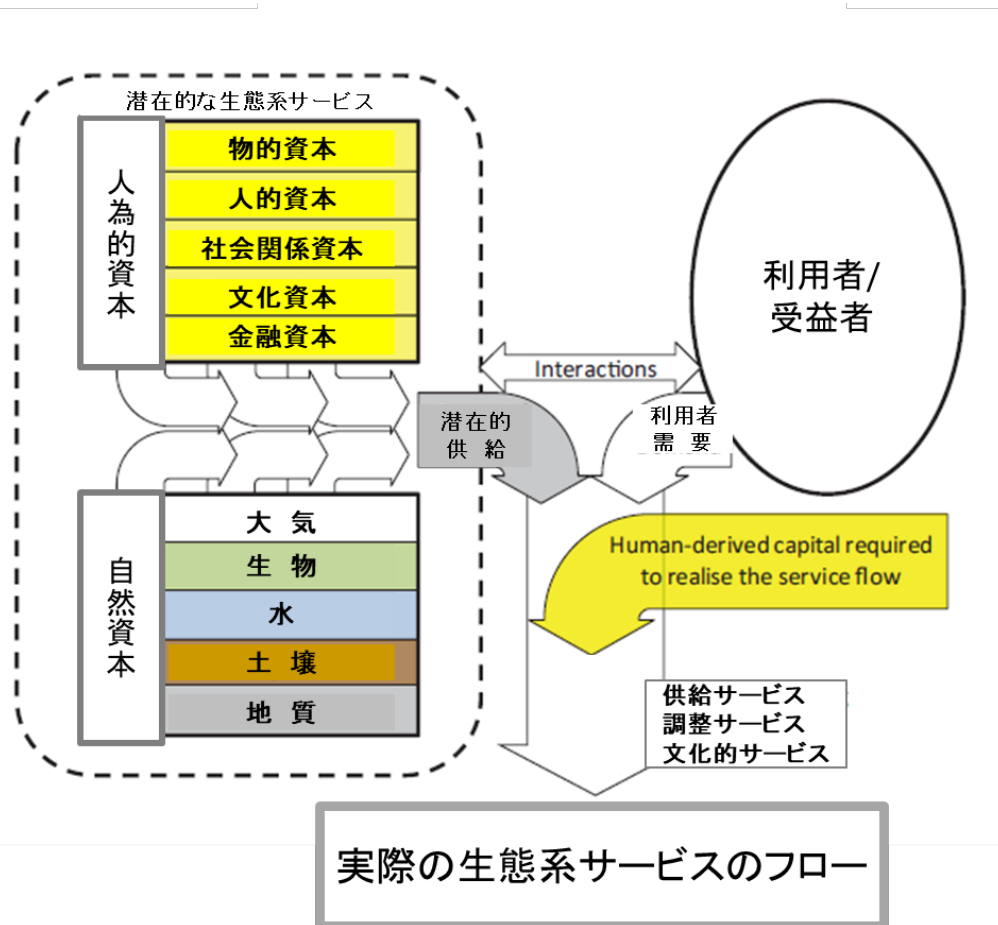 潜在的な生態系サービス
人為的資本
物的資本
人的資本
社会関係資本
文化資本
金融資本
利用者/
受益者
Interactions
潜在的
供 給
利用者
需 要
自然資本
大 気
生 物
水
土 壌
地 質
Human-derived capital required
to realise the service flow
供給サービス
調整サービス
文化的サービス
実際の生態系サービスのフロー